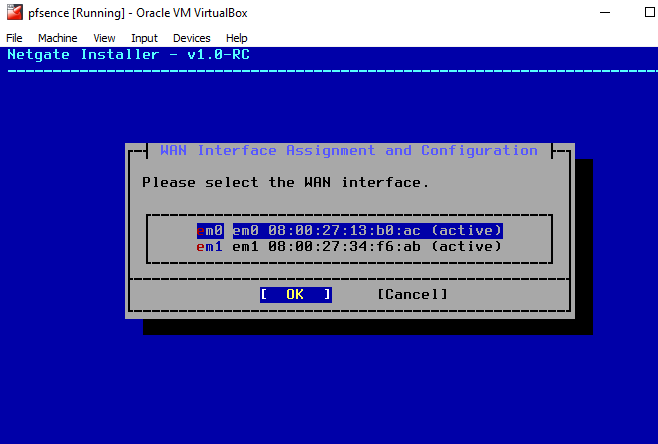 pfsence [Running] - Oracle VM VirtualBox
File Machine View Input Devices Help
Netgate Installer - v1.0-RC
WAN Interface Assignment and Configuration
Please select the WAN interface.
em0 em0 08:00:27:13:b0:ac (active)
em1 em1 08:00:27:34:f6:ab (active)
[ OK ] [Cancel]